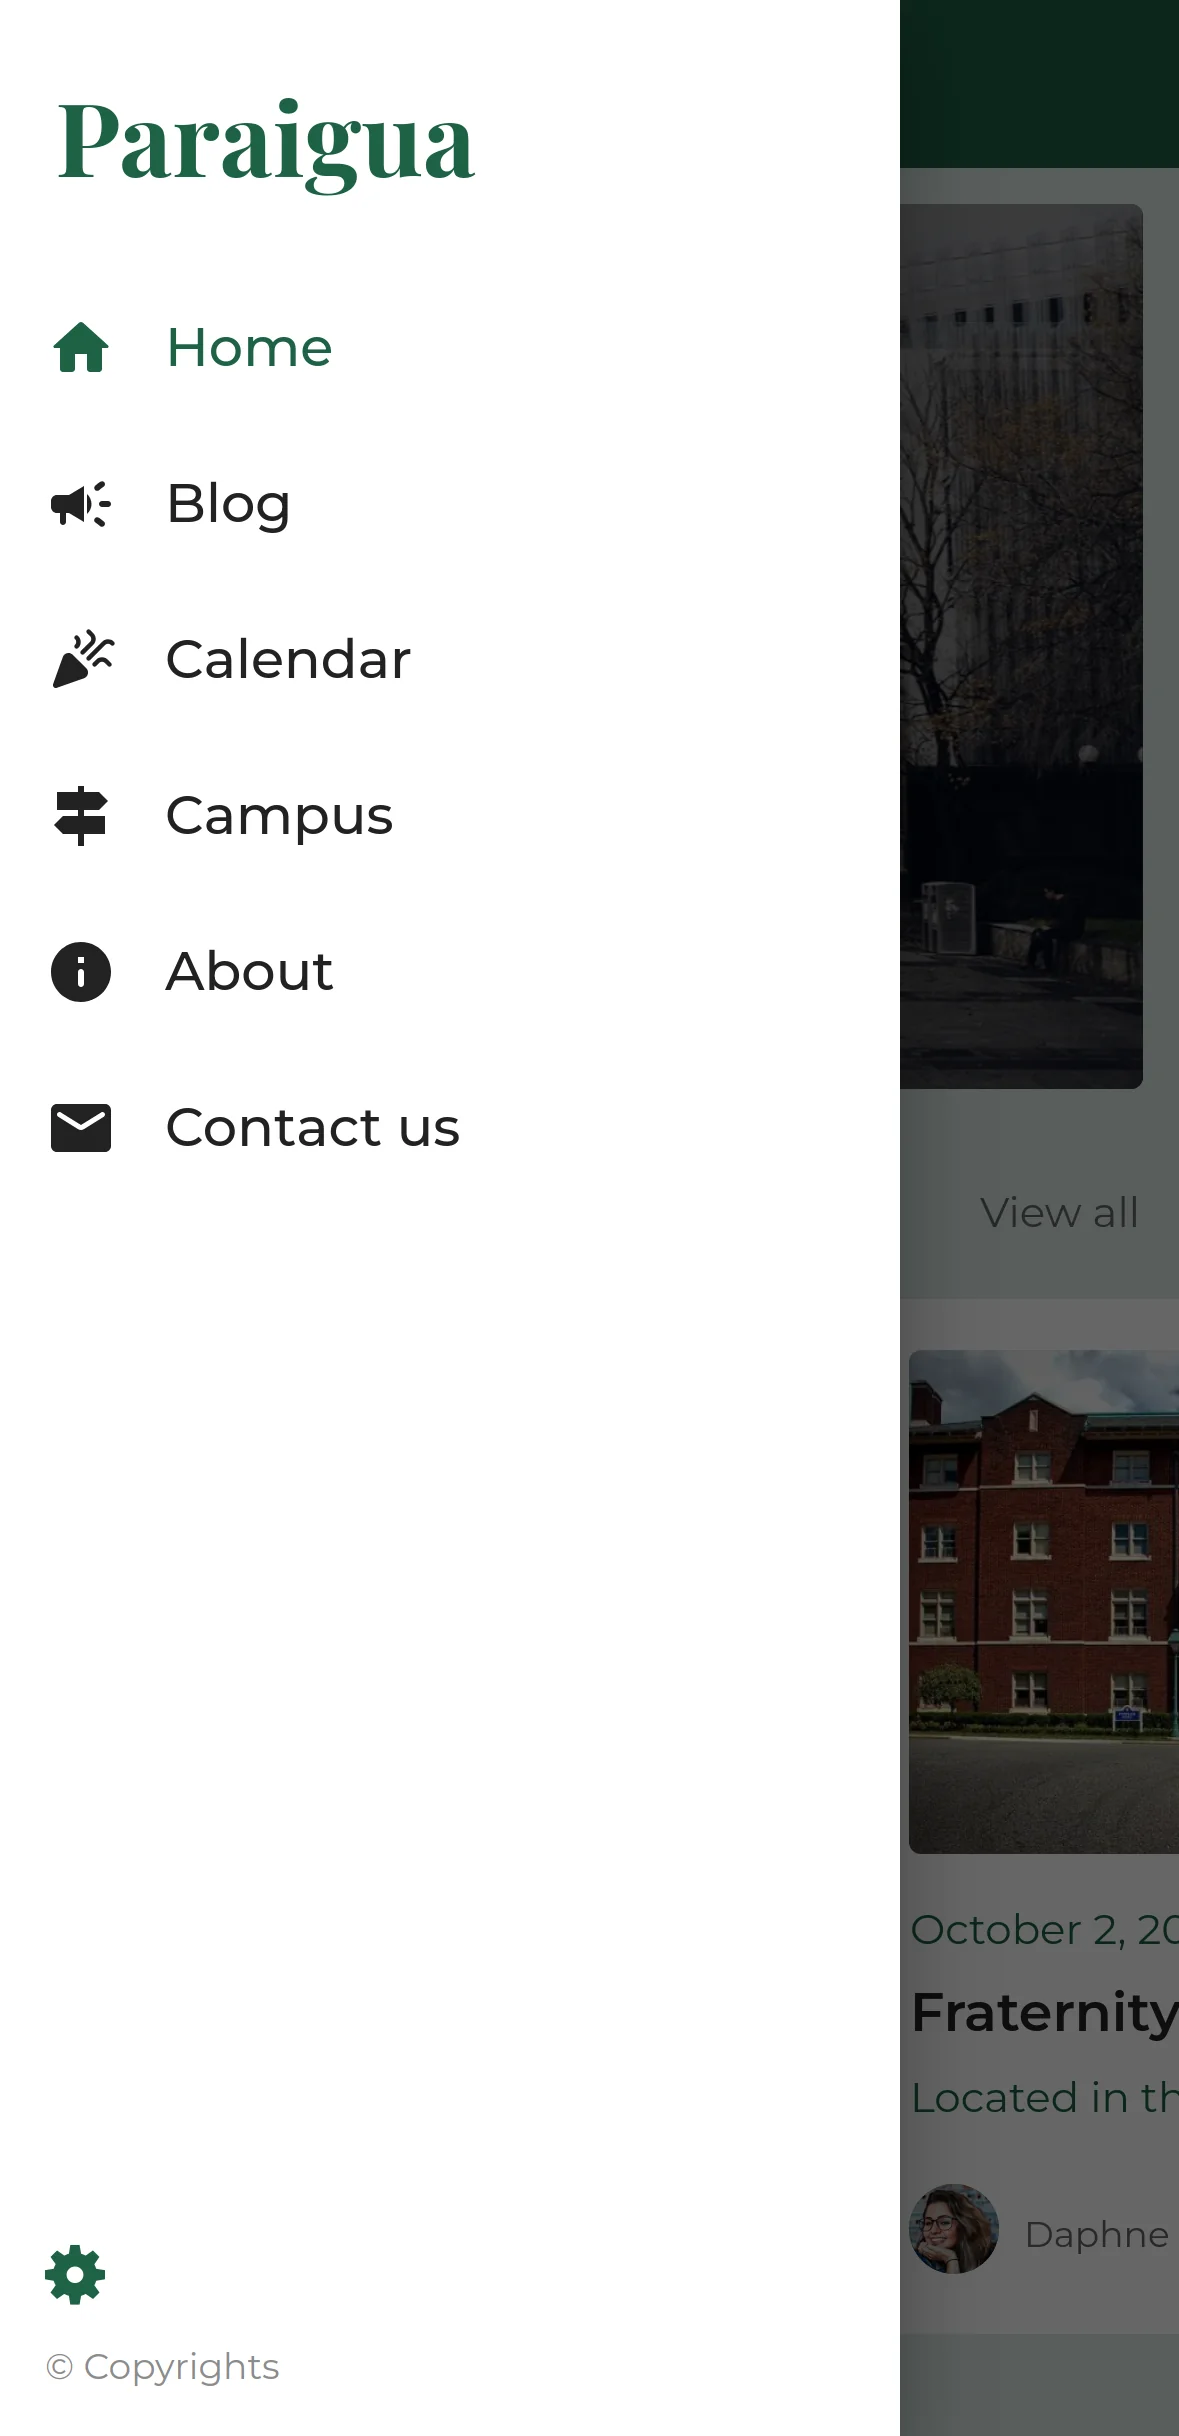 Paraigua
Home
Blog
Calendar
Campus
About
Contact us
© Copyrights
View all
October 2, 20
Fraternity
Located in th
Daphne